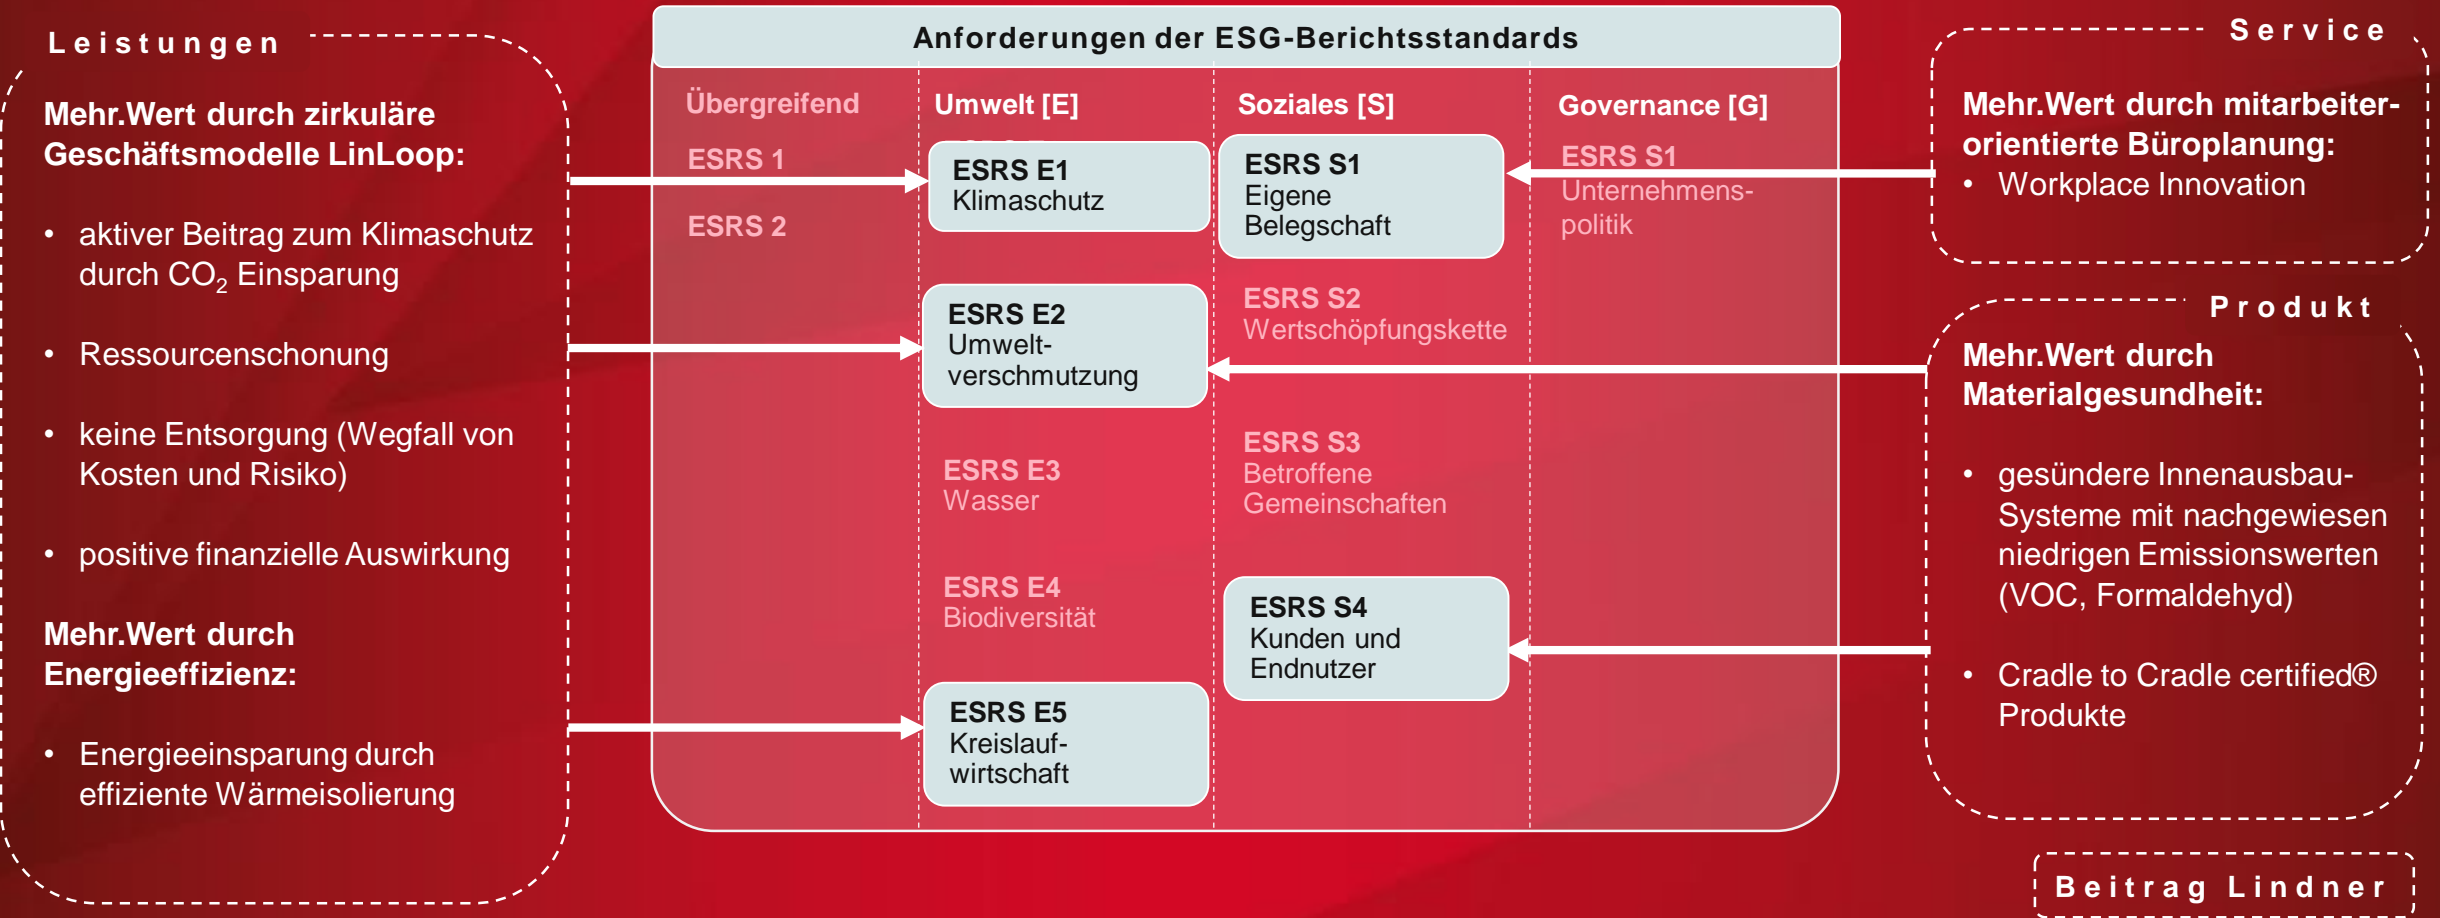 Leistungen
Mehr.Wert durch zirkuläre
Geschäftsmodelle LinLoop:
• aktiver Beitrag zum Klimaschutz
durch CO₂ Einsparung
• Ressourcenschonung
• keine Entsorgung (Wegfall von
Kosten und Risiko)
• positive finanzielle Auswirkung
Mehr.Wert durch
Energieeffizienz:
• Energieeinsparung durch
effiziente Wärmeisolierung
Anforderungen der ESG-Berichtsstandards
Übergreifend
ESRS 1
ESRS 2
Umwelt [E]
ESRS E1
Klimaschutz
ESRS E2
Umwelt-
verschmutzung
ESRS E3
Wasser
ESRS E4
Biodiversität
ESRS E5
Kreislauf-
wirtschaft
Soziales [S]
ESRS S1
Eigene
Belegschaft
ESRS S2
Wertschöpfungskette
ESRS S3
Betroffene
Gemeinschaften
ESRS S4
Kunden und
Endnutzer
Governance [G]
ESRS S1
Unternehmens-
politik
Service
Mehr.Wert durch mitarbeiter-
orientierte Büroplanung:
• Workplace Innovation
Produkt
Mehr.Wert durch
Materialgesundheit:
• gesündere Innenausbau-
Systeme mit nachgewiesen
niedrigen Emissionswerten
(VOC, Formaldehyd)
• Cradle to Cradle certified®
Produkte
Beitrag Lindner